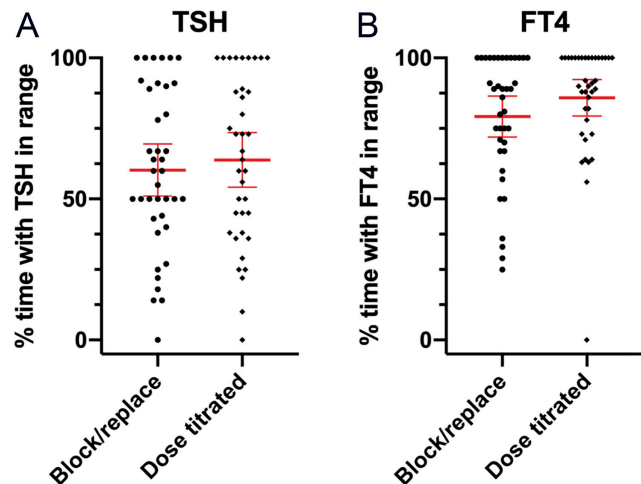 A
TSH
% time with TSH in range
100
50
0
Block/replace
Dose titrated
B
FT4
% time with FT4 in range
100
50
0
Block/replace
Dose titrated